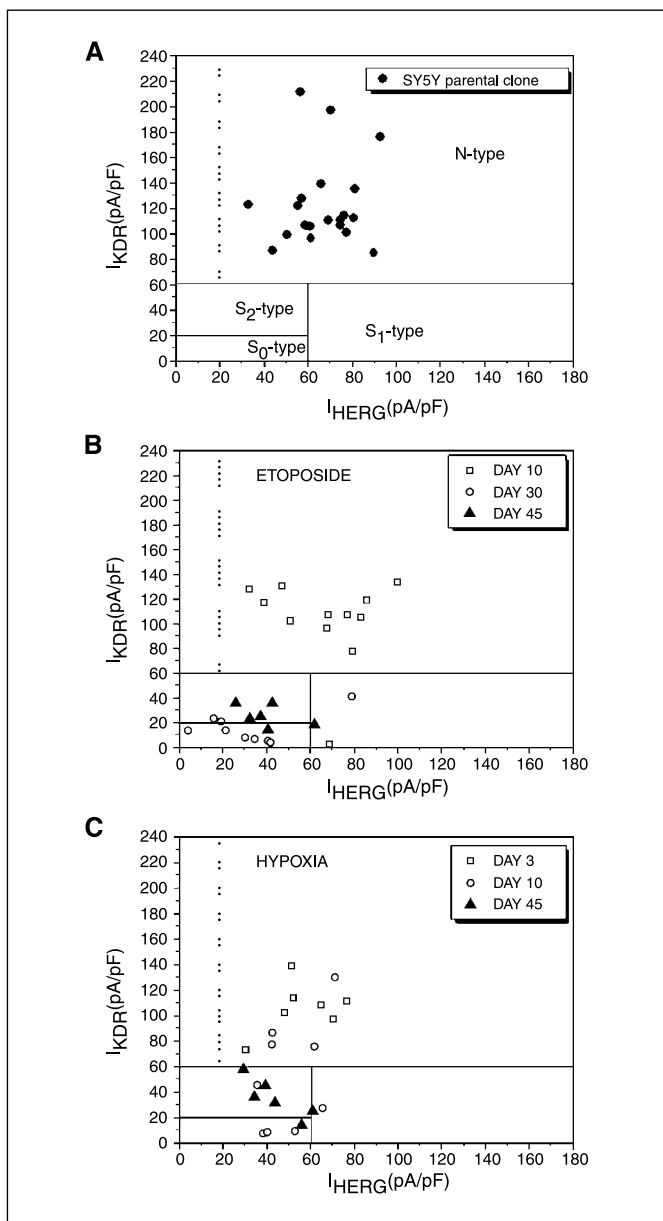 A
240
220
200
180
160
140
120
100
80
60
40
20
0
IKDR(pA/pF)
SY5Y parental clone
N-type
S2-type
S1-type
S0-type
0 20 40 60 80 100 120 140 160 180
IHERG(pA/pF)
B
240
220
200
180
160
140
120
100
80
60
40
20
0
IKDR(pA/pF)
ETOPOSIDE
DAY 10
DAY 30
DAY 45
0 20 40 60 80 100 120 140 160 180
IHERG(pA/pF)
C
240
220
200
180
160
140
120
100
80
60
40
20
0
IKDR(pA/pF)
HYPOXIA
DAY 3
DAY 10
DAY 45
0 20 40 60 80 100 120 140 160 180
IHERG(pA/pF)